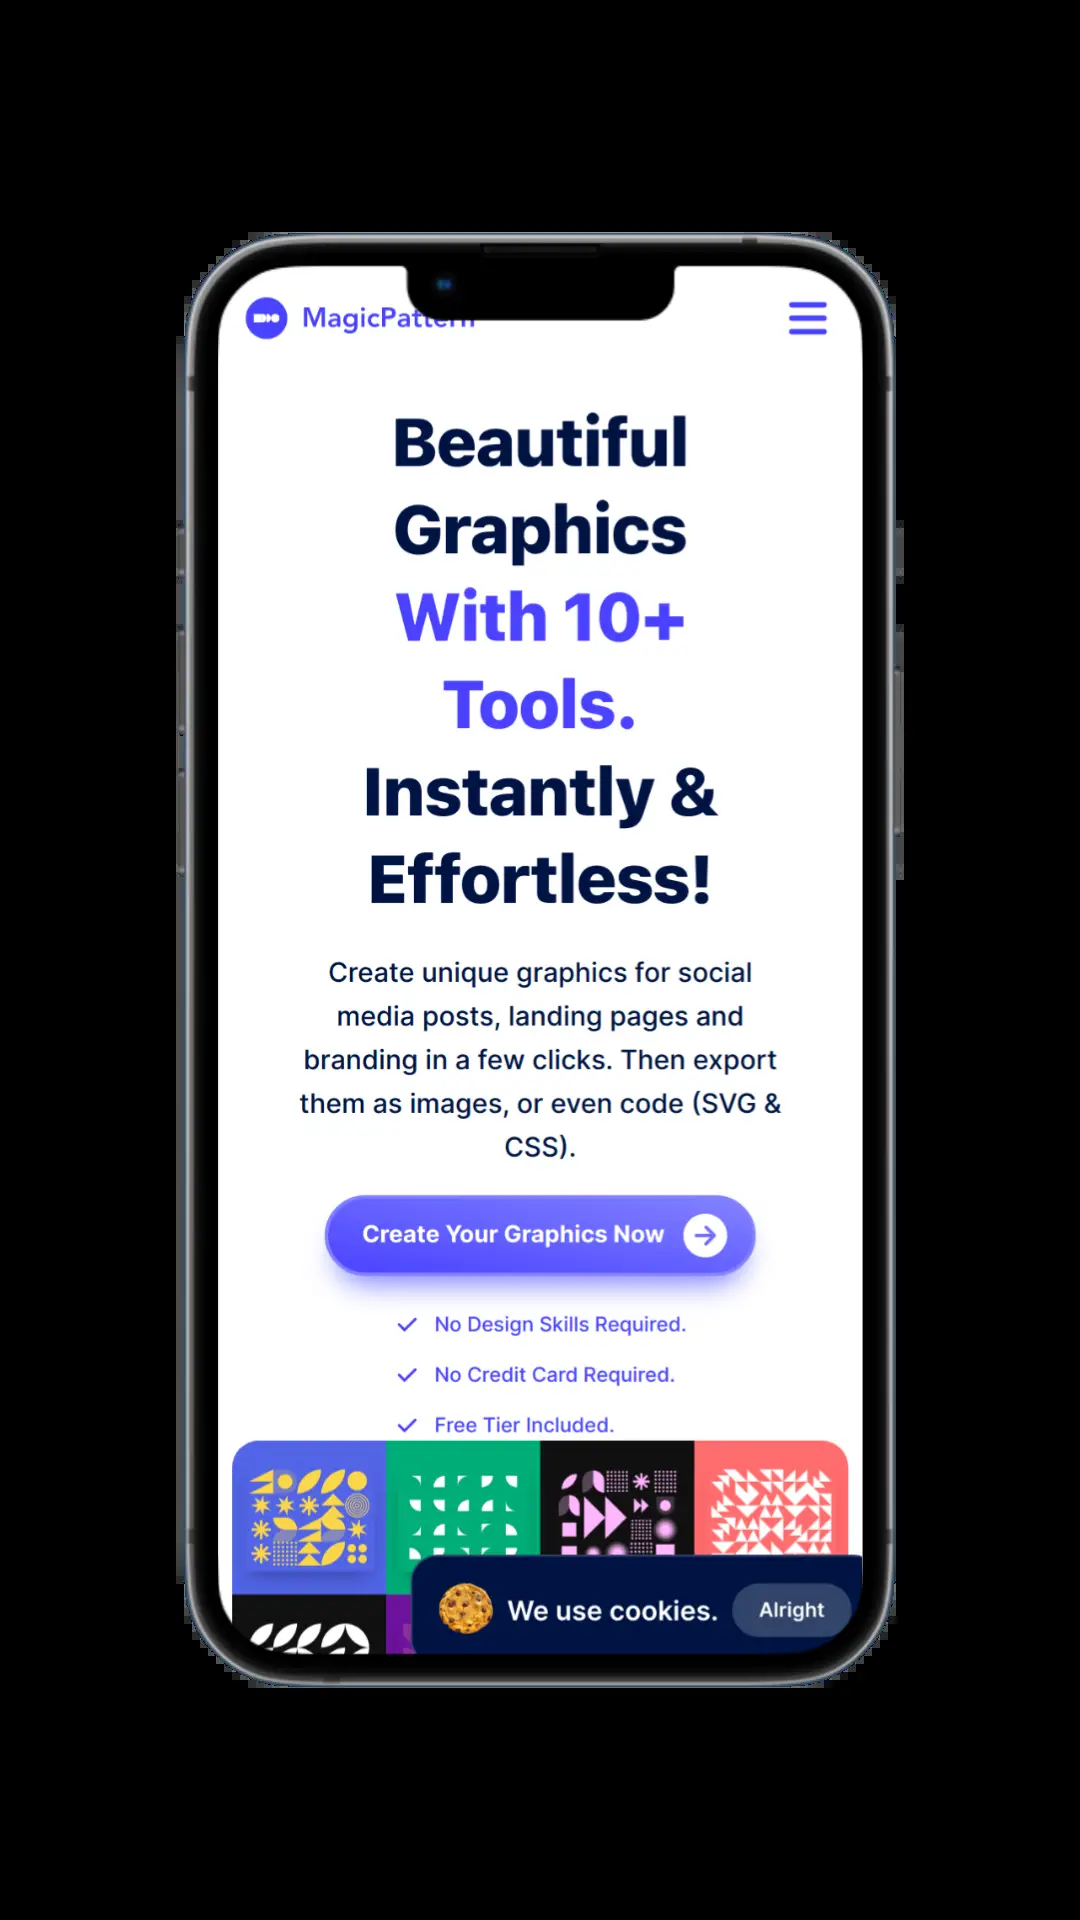 MagicPattern
Beautiful
Graphics
With 10+
Tools.
Instantly &
Effortless!
Create unique graphics for social
media posts, landing pages and
branding in a few clicks. Then export
them as images, or even code (SVG &
CSS).
Create Your Graphics Now
No Design Skills Required.
No Credit Card Required.
Free Tier Included.
We use cookies. Alright